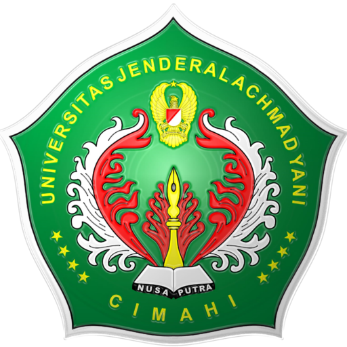 UNIVERSITAS JENDERAL ACHMAD YANI
NUSA PUTRA
CIMAHI